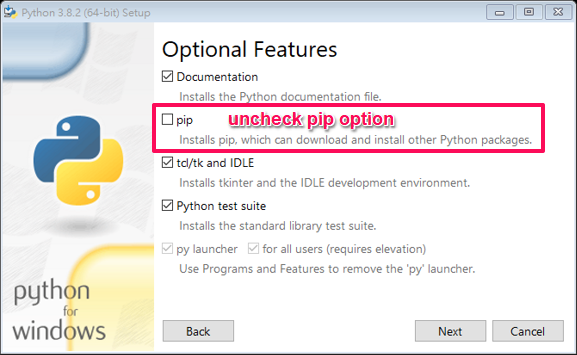 Python 3.8.2 (64-bit) Setup
Optional Features
Documentation
Installs the Python documentation file.
pip uncheck pip option
Installs pip, which can download and install other Python packages.
tcl/tk and IDLE
Installs tkinter and the IDLE development environment.
Python test suite
Installs the standard library test suite.
py launcher for all users (requires elevation)
Use Programs and Features to remove the 'py' launcher.
python
for
windows
Back Next Cancel